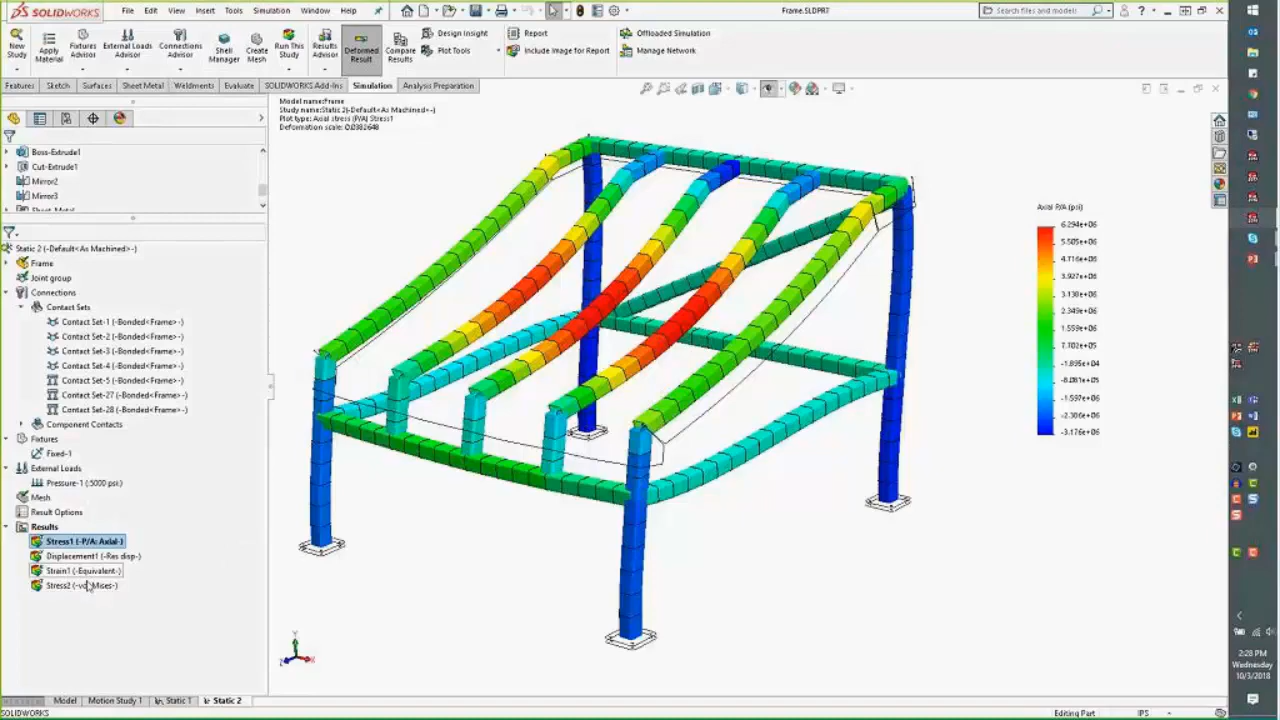 SOLIDWORKS
File Edit View Insert Tools Simulation Window Help
Frame.SLDPRT
Search files and models
New Study
Apply Material
Fixtures Advisor
External Loads Advisor
Connections Advisor
Shell Manager
Create Mesh
Run This Study
Results Advisor
Deformed Result
Compare Results
Design Insight
Plot Tools
Report
Include Image for Report
Offloaded Simulation
Manage Network
Features Sketch Surfaces Sheet Metal Weldments Evaluate SOLIDWORKS Add-Ins Simulation Analysis Preparation
Boss-Extrude1
Cut-Extrude1
Mirror2
Mirror3
Static 2 (-Default<As Machined>-)
Frame
Joint group
Connections
Contact Sets
Contact Set-1 (-Bonded<Frame>-)
Contact Set-2 (-Bonded<Frame>-)
Contact Set-3 (-Bonded<Frame>-)
Contact Set-4 (-Bonded<Frame>-)
Contact Set-5 (-Bonded<Frame>-)
Contact Set-27 (-Bonded<Frame>-)
Contact Set-28 (-Bonded<Frame>-)
Component Contacts
Fixtures
Fixed-1
External Loads
Pressure-1 (:5000 psi:)
Mesh
Result Options
Results
Stress1 (-P/A: Axial-)
Displacement1 (-Res disp-)
Strain1 (-Equivalent-)
Stress2
Model name:Frame
Study name:Static 2(-Default<As Machined>-)
Plot type: Axial stress (P/A) Stress1
Deformation scale: 0.0382648
Axial P/A (psi)
6.294e+06
5.505e+06
4.716e+06
3.927e+06
3.138e+06
2.349e+06
1.559e+06
7.702e+05
-1.895e+04
-8.081e+05
-1.597e+06
-2.386e+06
-3.176e+06
Y
X
Z
Model Motion Study 1 Static 1 Static 2
SOLIDWORKS
Editing Part
IPS
2:28 PM
Wednesday
10/3/2018